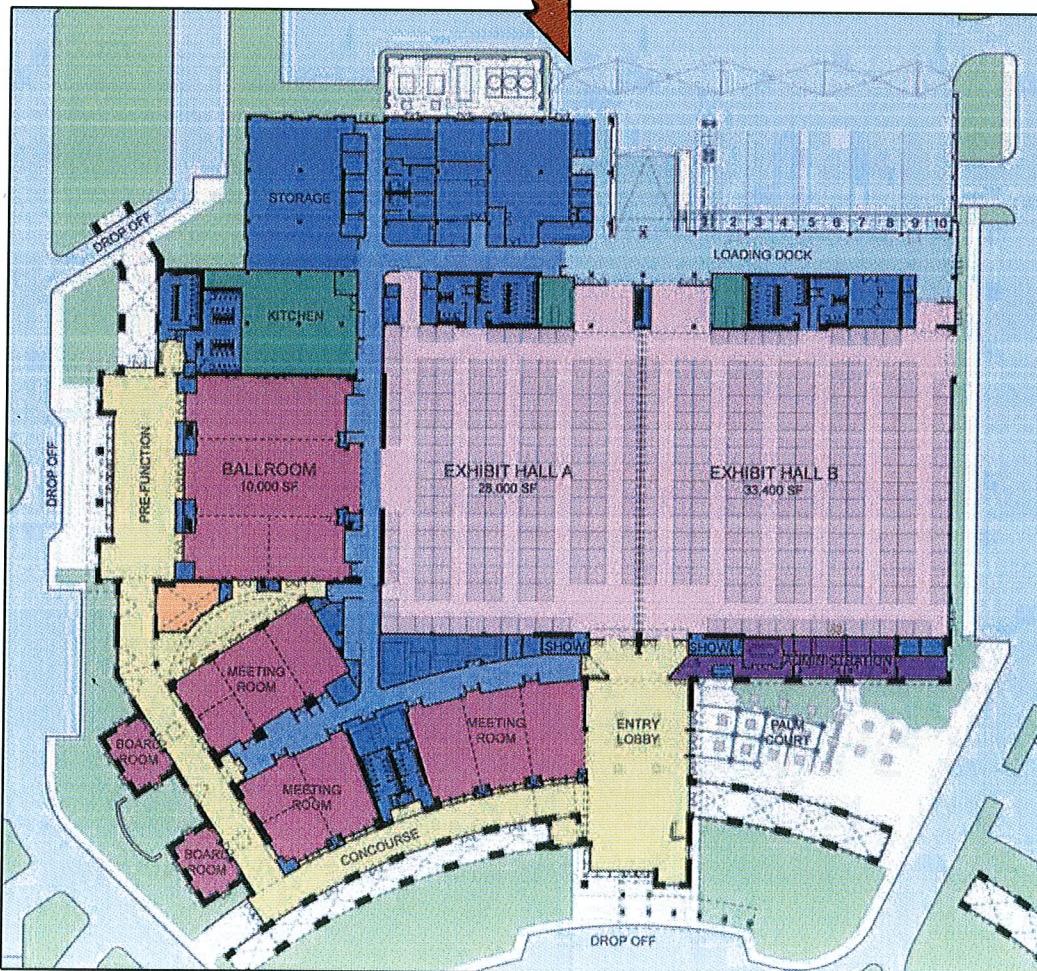 DROP OFF
STORAGE
1 2 3 4 5 6 7 8 9 10
LOADING DOCK
KITCHEN
DROP OFF
PRE-FUNCTION
BALLROOM
10,000 SF
EXHIBIT HALL A
28,000 SF
EXHIBIT HALL B
33,400 SF
SHOW
SHOW
ADMINISTRATION
MEETING
ROOM
MEETING
ROOM
ENTRY
LOBBY
PALM
COURT
BOARD
ROOM
MEETING
ROOM
CONCOURSE
BOARD
ROOM
DROP OFF